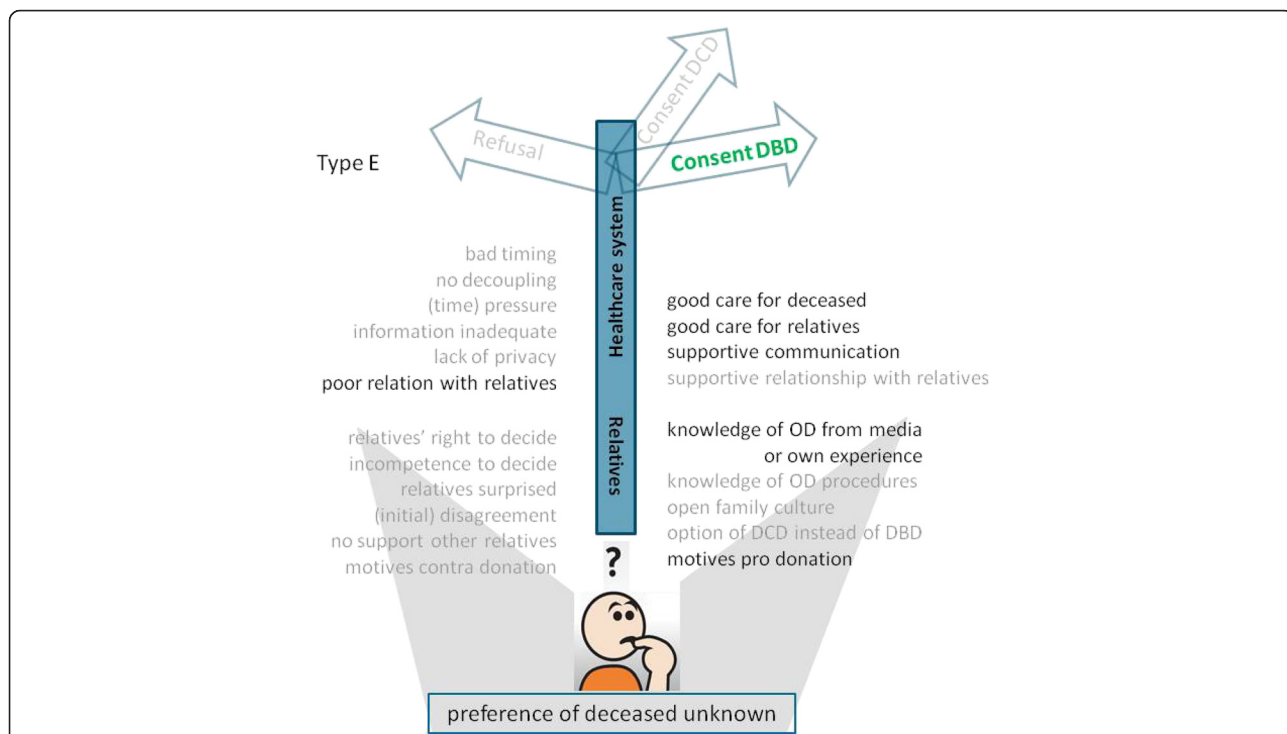 Consent DCD
Refusal
Consent DBD
Type E
Healthcare system
bad timing
no decoupling
(time) pressure
information inadequate
lack of privacy
poor relation with relatives
good care for deceased
good care for relatives
supportive communication
supportive relationship with relatives
Relatives
relatives' right to decide
incompetence to decide
relatives surprised
(initial) disagreement
no support other relatives
motives contra donation
knowledge of OD from media
or own experience
knowledge of OD procedures
open family culture
option of DCD instead of DBD
motives pro donation
?
preference of deceased unknown